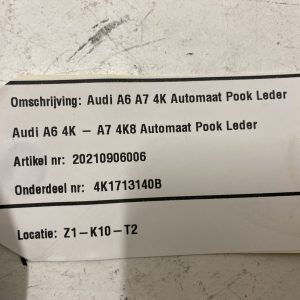 Omschrijving: Audi A6 A7 4K Automaat Pook Leder
Audi A6 4K – A7 4K8 Automaat Pook Leder
Artikel nr: 20210906006
Onderdeel nr: 4K1713140B
Locatie: Z1-K10-T2